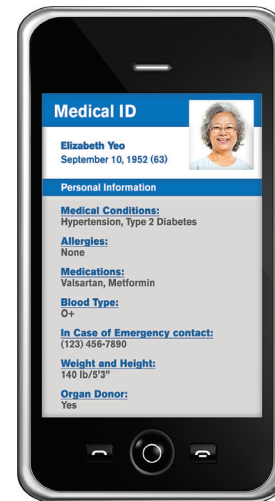 Medical ID
Elizabeth Yeo
September 10, 1952 (63)
Personal Information
Medical Conditions:
Hypertension, Type 2 Diabetes
Allergies:
None
Medications:
Valsartan, Metformin
Blood Type:
O+
In Case of Emergency contact:
(123) 456-7890
Weight and Height:
140 lb/5'3"
Organ Donor:
Yes